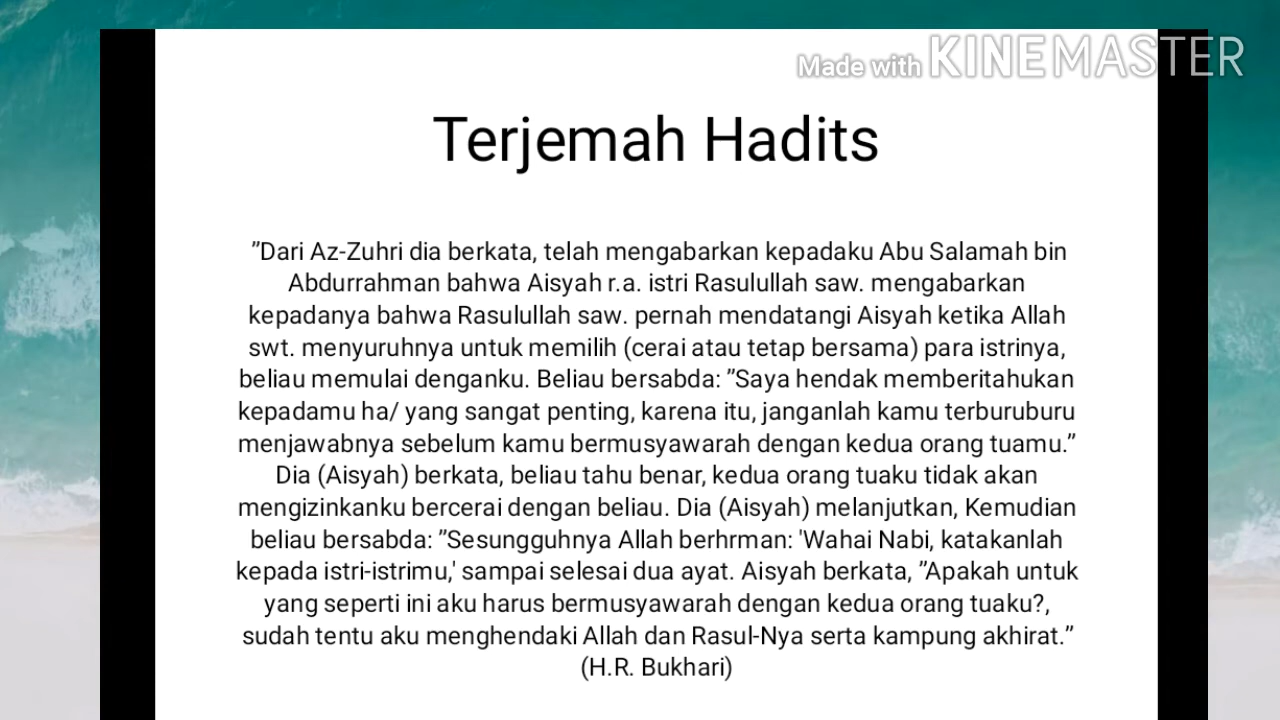 Made with KINEMASTER
Terjemah Hadits
”Dari Az-Zuhri dia berkata, telah mengabarkan kepadaku Abu Salamah bin
Abdurrahman bahwa Aisyah r.a. istri Rasulullah saw. mengabarkan
kepadanya bahwa Rasulullah saw. pernah mendatangi Aisyah ketika Allah
swt. menyuruhnya untuk memilih (cerai atau tetap bersama) para istrinya,
beliau memulai denganku. Beliau bersabda: ”Saya hendak memberitahukan
kepadamu ha/ yang sangat penting, karena itu, janganlah kamu terburuburu
menjawabnya sebelum kamu bermusyawarah dengan kedua orang tuamu.”
Dia (Aisyah) berkata, beliau tahu benar, kedua orang tuaku tidak akan
mengizinkanku bercerai dengan beliau. Dia (Aisyah) melanjutkan, Kemudian
beliau bersabda: ”Sesungguhnya Allah berhrman: 'Wahai Nabi, katakanlah
kepada istri-istrimu,' sampai selesai dua ayat. Aisyah berkata, ”Apakah untuk
yang seperti ini aku harus bermusyawarah dengan kedua orang tuaku?,
sudah tentu aku menghendaki Allah dan Rasul-Nya serta kampung akhirat.”
(H.R. Bukhari)